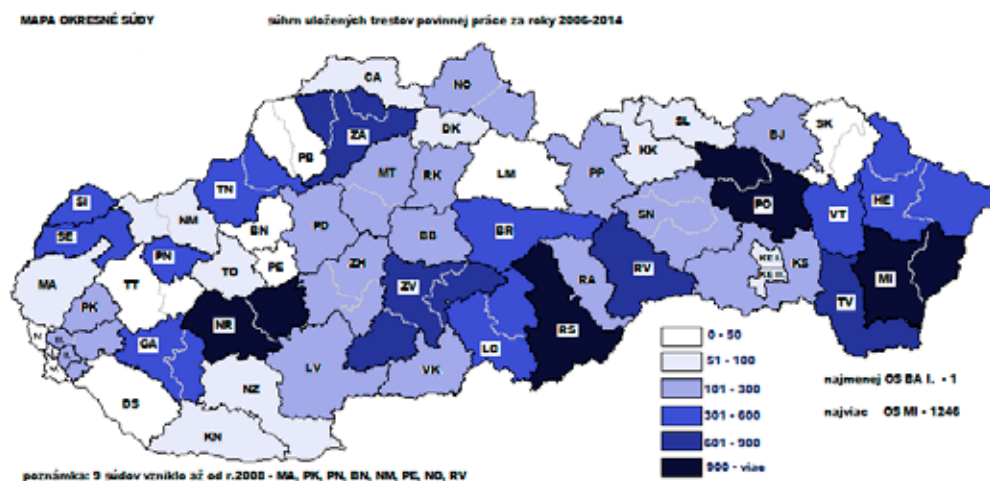 MAPA OKRESNÉ SÚDY
súhrn uložených trestov povinnej práce za roky 2006-2014
CA
NO
ZA
DK
SL
BJ
SK
PB
KK
MT
RK
LM
PP
TN
PO
HE
SI
NM
SN
VT
BN
PD
BB
BR
SE
PN
TO
PE
ZH
KE I.
KS
KE II.
MA
TT
ZV
RA
RV
MI
PK
NR
TV
GA
RS
LC
LV
VK
DS
NZ
KN
0 - 50
51 - 100
101 - 300
301 - 600
601 - 900
900 - viac
najmenej OS BA I. - 1
najviac OS MI - 1246
poznámka: 9 súdov vzniklo až od r.2008 - MA, PK, PN, BN, NM, PE, NO, RV